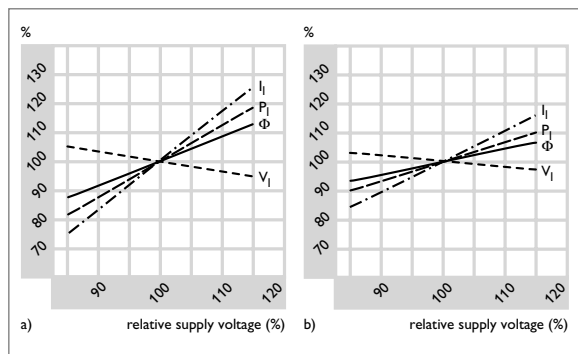 %
130
120
110
100
90
80
70
I_l
P_l
Φ
V_l
90
100
110
120
a)
relative supply voltage (%)
%
130
120
110
100
90
80
70
I_l
P_l
Φ
V_l
90
100
110
120
b)
relative supply voltage (%)